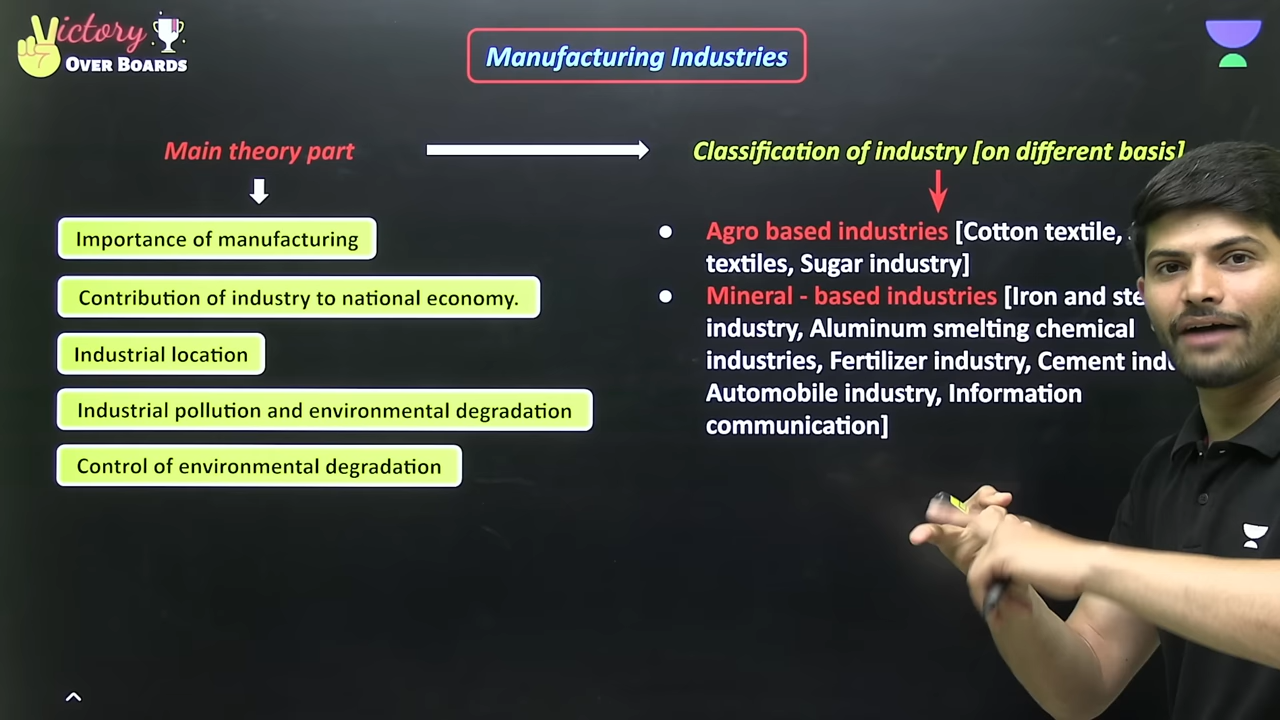 Victory
OVER BOARDS
Manufacturing Industries
Main theory part
Classification of industry [on different basis]
Importance of manufacturing
Contribution of industry to national economy.
Industrial location
Industrial pollution and environmental degradation
Control of environmental degradation
Agro based industries [Cotton textile,
textiles, Sugar industry]
Mineral - based industries [Iron and
industry, Aluminum smelting chemical
industries, Fertilizer industry, Cement
Automobile industry, Information
communication]